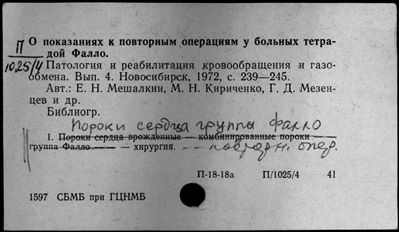 О показаниях к повторным операциям у больных тетра-
П
дой Фалло.
1025/4 Патология и реабилитация кровообращения и газо-
обмена. Вып. 4. Новосибирск, 1972, с. 239—245.
Авт.: Е. Н. Мешалкин, М. Н. Кириченко, Г. Д. Мезен-
цев и др.
Библиогр.
Пороки сердца группы Фалло
1. Пороки сердца врожденные — комбинированные пороки —
группа Фалло — — хирургия. — повторн. опер.
П-18-18а П/1025/4 41
1597 СБМБ при ГЦНМБ